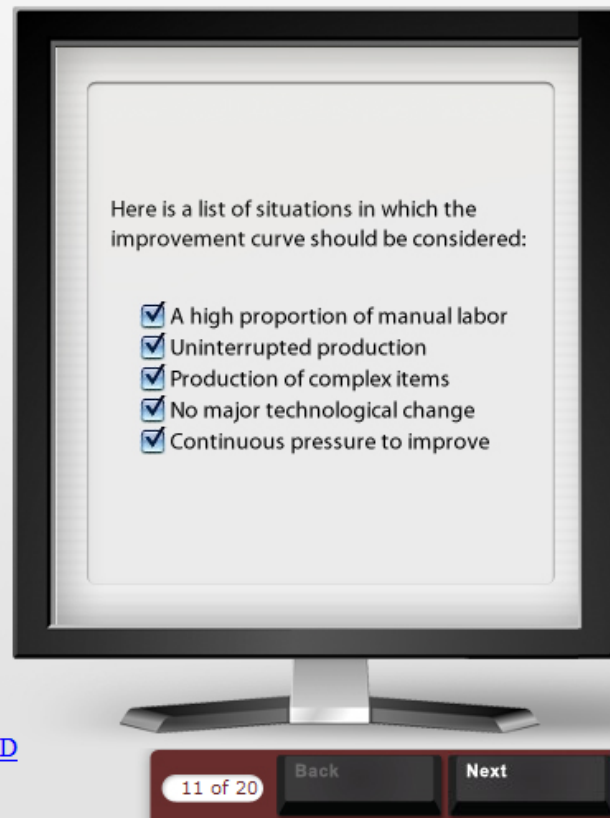 Here is a list of situations in which the
improvement curve should be considered:
A high proportion of manual labor
Uninterrupted production
Production of complex items
No major technological change
Continuous pressure to improve
D
11 of 20
Back
Next